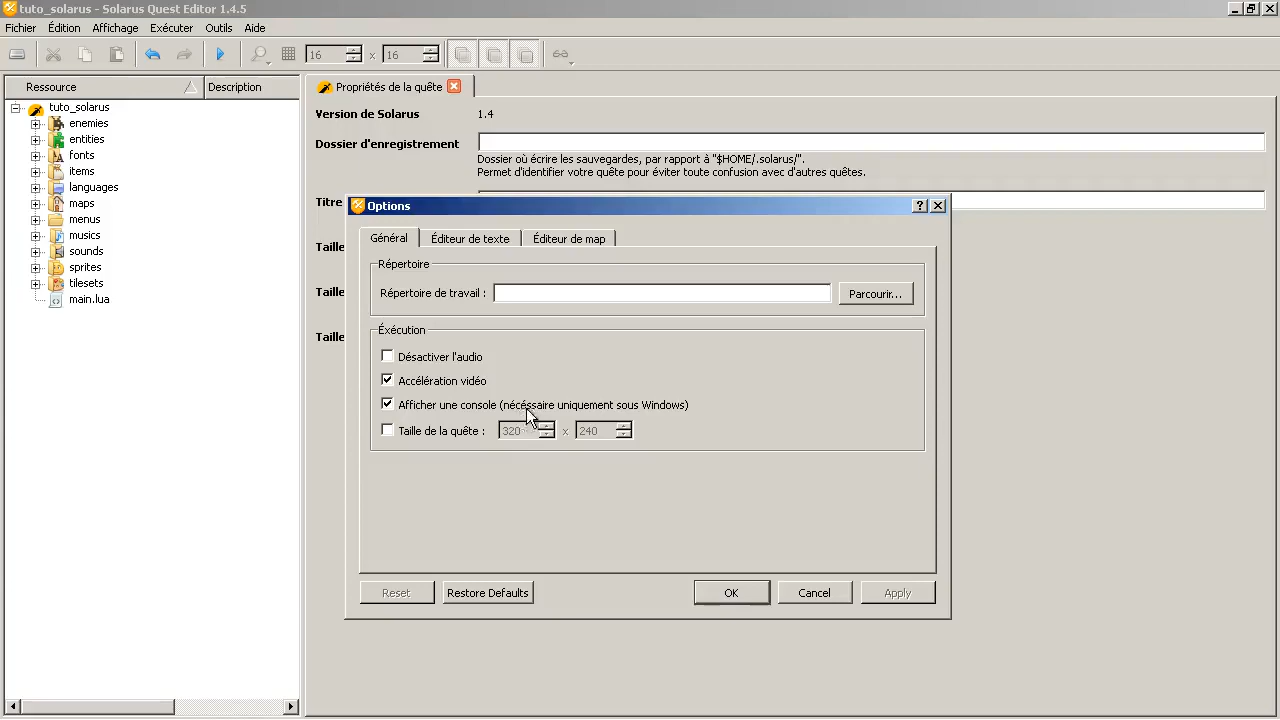 tuto_solarus - Solarus Quest Editor 1.4.5
Fichier Édition Affichage Exécuter Outils Aide
16 x 16
Ressource Description
tuto_solarus
enemies
entities
fonts
items
languages
maps
menus
musics
sounds
sprites
tilesets
main.lua
Propriétés de la quête
Version de Solarus 1.4
Dossier d'enregistrement
Dossier où écrire les sauvegardes, par rapport à "$HOME/.solarus/".
Permet d'identifier votre quête pour éviter toute confusion avec d'autres quêtes.
Titre
Taille
Taille
Taille
Options
Général Éditeur de texte Éditeur de map
Répertoire
Répertoire de travail :
Parcourir...
Éxécution
Désactiver l'audio
Accélération vidéo
Afficher une console (nécéssaire uniquement sous Windows)
Taille de la quête : 320 x 240
Reset Restore Defaults OK Cancel Apply